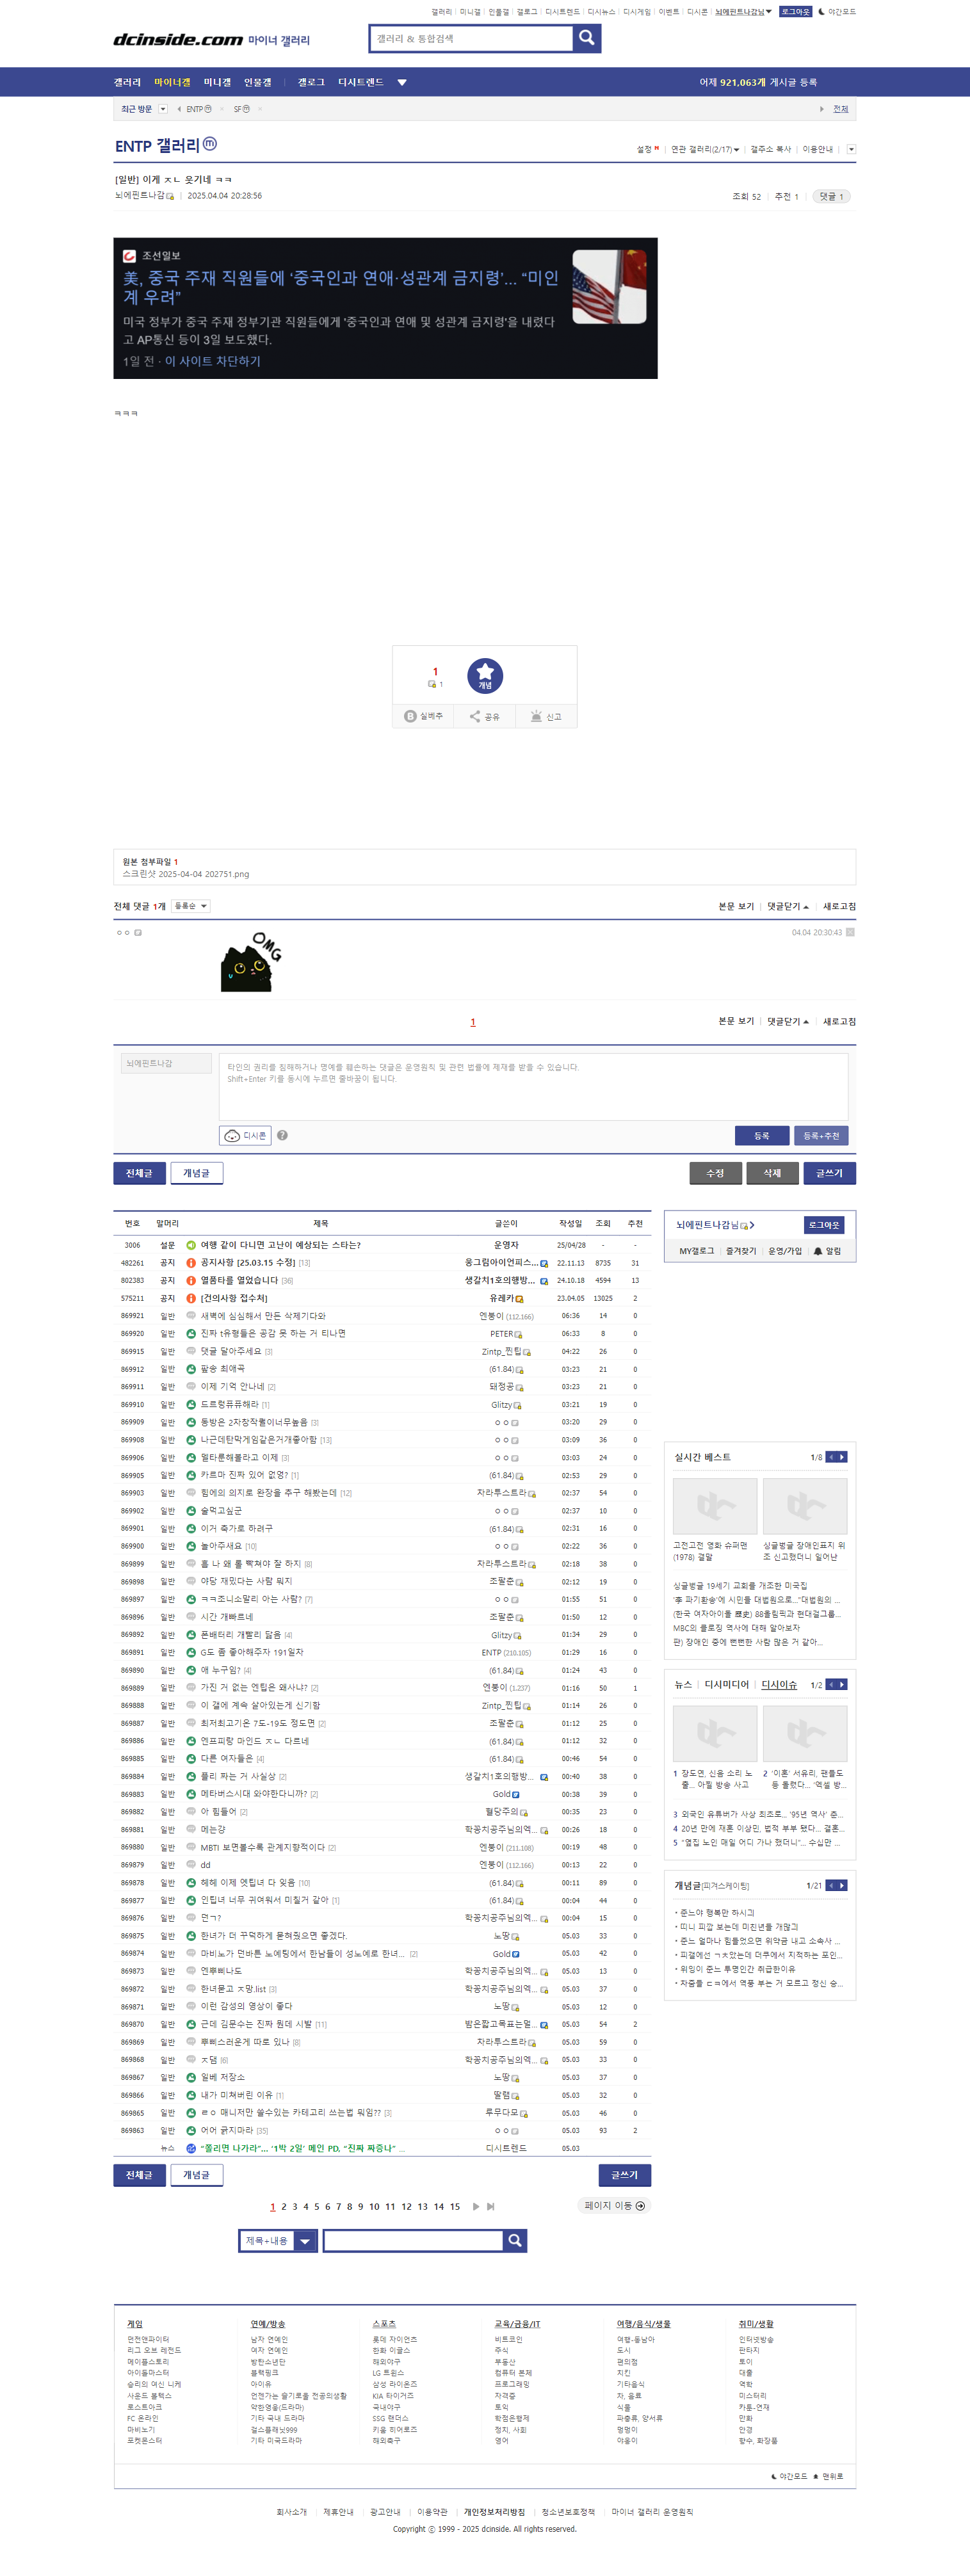 갤러리 미니갤 인물갤 갤로그 디시트렌드 디시뉴스 디시게임 이벤트 디시콘 뇌에핀트나감님 로그아웃 야간모드
dcinside.com 마이너 갤러리
갤러리 & 통합검색
갤러리 마이너갤 미니갤 인물갤 갤로그 디시트렌드
어제 921,063개 게시글 등록
최근 방문 ENTP ⓜ SF ⓜ 전체
ENTP 갤러리 ⓜ
설정 연관 갤러리(2/17) 갤주소 복사 이용안내
[일반] 이게 ㅈㄴ 웃기네 ㅋㅋ
뇌에핀트나감 2025.04.04 20:28:56
조회 52 추천 1 댓글 1
조선일보
美, 중국 주재 직원들에 ‘중국인과 연애·성관계 금지령’... “미인
계 우려”
미국 정부가 중국 주재 정부기관 직원들에게 '중국인과 연애 및 성관계 금지령'을 내렸다
고 AP통신 등이 3일 보도했다.
1일 전 · 이 사이트 차단하기
ㅋㅋㅋ
1
1
개념
실베추 공유 신고
원본 첨부파일 1
스크린샷 2025-04-04 202751.png
전체 댓글 1개 등록순
본문 보기 댓글닫기 새로고침
ㅇㅇ
OMG
04.04 20:30:43
1
본문 보기 댓글닫기 새로고침
뇌에핀트나감
타인의 권리를 침해하거나 명예를 훼손하는 댓글은 운영원칙 및 관련 법률에 제재를 받을 수 있습니다.
Shift+Enter 키를 동시에 누르면 줄바꿈이 됩니다.
디시콘 등록 등록+추천
전체글 개념글 수정 삭제 글쓰기
번호 말머리 제목 글쓴이 작성일 조회 추천
3006 설문 여행 같이 다니면 고난이 예상되는 스타는? 운영자 25/04/28 - -
482261 공지 공지사항 [25.03.15 수정] [13] 응그림아이언피스... 22.11.13 8735 31
802383 공지 열품타를 열었습니다 [36] 생갈치1호의행방... 24.10.18 4594 13
575211 공지 [건의사항 접수처] 유레카 23.04.05 13025 2
869921 일반 새벽에 심심해서 만든 삭제기다와 엔붕이 (112.166) 06:36 14 0
869920 일반 진짜 t유형들은 공감 못 하는 거 티나면 PETER 06:33 8 0
869915 일반 댓글 달아주세요 [3] Zintp_찐팁 04:22 26 0
869912 일반 팝송 최애곡 (61.84) 03:23 21 0
869911 일반 이제 기억 안나네 [2] 돼정공 03:23 21 0
869910 일반 드르렁퓨퓨해라 [1] Glitzy 03:21 19 0
869909 일반 동방은 2차창작퀄이너무높음 [3] ㅇㅇ 03:20 29 0
869908 일반 나근데탄막게임같은거개좋아함 [13] ㅇㅇ 03:09 36 0
869906 일반 멀타툰해볼라고 이제 [3] ㅇㅇ 03:03 24 0
869905 일반 카르마 진짜 있어 없엉? [1] (61.84) 02:53 29 0
869903 일반 힘에의 의지로 완장을 추구 해봤는데 [12] 자라투스트라 02:37 54 0
869902 일반 술먹고싶군 ㅇㅇ 02:37 10 0
869901 일반 이거 죽가로 하려구 (61.84) 02:31 16 0
869900 일반 놀아주새요 [10] ㅇㅇ 02:22 36 0
869899 일반 흠 나 왜 롤 빡쳐야 잘 하지 [8] 자라투스트라 02:18 38 0
869898 일반 야당 재밌다는 사람 뭐지 조팔춘 02:12 19 0
869897 일반 ㅋㅋ조니소말리 아는 사람? [7] ㅇㅇ 01:55 51 0
869896 일반 시간 개빠르네 조팔춘 01:50 12 0
869892 일반 폰배터리 개빨리 닳음 [4] Glitzy 01:34 29 0
869891 일반 G도 좀 좋아해주자 191일차 ENTP (210.105) 01:29 16 0
869890 일반 얘 누구임? [4] (61.84) 01:24 43 0
869889 일반 가진 거 없는 엔팁은 왜사냐? [2] 엔붕이 (1.237) 01:16 50 1
869888 일반 이 갤에 계속 살아있는게 신기함 Zintp_찐팁 01:14 26 0
869887 일반 최저최고기온 7도-19도 정도면 [2] 조팔춘 01:12 25 0
869886 일반 엔프피랑 마인드 ㅈㄴ 다르네 (61.84) 01:12 32 0
869885 일반 다른 여자들은 [4] (61.84) 00:46 54 0
869884 일반 플리 짜는 거 사실상 [2] 생갈치1호의행방... 00:40 38 0
869883 일반 메타버스시대 와야한다니까? [2] Gold 00:38 39 0
869882 일반 아 힘들어 [2] 혈당주의 00:35 23 0
869881 일반 메는걍 학꽁치공주님의엑... 00:26 18 0
869880 일반 MBTI 보면볼수록 관계지향적이다 [2] 엔붕이 (211.108) 00:19 48 0
869879 일반 dd 엔붕이 (112.166) 00:13 22 0
869878 일반 헤헤 이제 엣팁녀 다 잊음 [10] (61.84) 00:11 89 0
869877 일반 인팁녀 너무 귀여워서 미칠거 같아 [1] (61.84) 00:04 44 0
869876 일반 던ㄱ? 학꽁치공주님의엑... 00:04 15 0
869875 일반 한녀가 더 꾸덕하게 묻혀줬으면 좋겠다. 노땅 05.03 33 0
869874 일반 마비노가 던바튼 노예팅에서 한남들이 성노예로 한녀... [2] Gold 05.03 42 0
869873 일반 엔뿌삐나도 학꽁치공주님의엑... 05.03 13 0
869872 일반 한녀묻고 ㅈ망.list [3] 학꽁치공주님의엑... 05.03 37 0
869871 일반 이런 감성의 영상이 좋다 노땅 05.03 12 0
869870 일반 근데 김문수는 진짜 뭔데 시발 [11] 밤은짧고목표는멀... 05.03 54 2
869869 일반 뿌삐스러운게 따로 있나 [8] 자라투스트라 05.03 59 0
869868 일반 ㅈ댐 [6] 학꽁치공주님의엑... 05.03 33 0
869867 일반 일베 저장소 노땅 05.03 37 0
869866 일반 내가 미쳐버린 이유 [1] 딸램 05.03 32 0
869865 일반 ㄹㅇ 매니저만 쓸수있는 카테고리 쓰는법 뭐임?? [3] 루무다모 05.03 46 0
869863 일반 어어 긁지마라 [35] ㅇㅇ 05.03 93 2
뉴스 “쫄리면 나가라”... ‘1박 2일’ 메인 PD, “진짜 짜증나” ... 디시트렌드 05.03
전체글 개념글 글쓰기
1 2 3 4 5 6 7 8 9 10 11 12 13 14 15
페이지 이동
제목+내용
뇌에핀트나감님 로그아웃
MY갤로그 즐겨찾기 운영/가입 알림
실시간 베스트 1/8
고전고전 영화 슈퍼맨
(1978) 결말
싱글벙글 장애인표지 위
조 신고했더니 일어난
싱글벙글 19세기 교회를 개조한 미국집
'李 파기환송'에 시민들 대법원으로..."대법원의 ...
(한국 여자아이돌 歷史) 88올림픽과 현대걸그룹...
MBC의 클로징 역사에 대해 알아보자
판) 장애인 중에 뻔뻔한 사람 많은 거 같아...
뉴스 디시미디어 디시이슈 1/2
1 장도연, 신음 소리 노
출... 아찔 방송 사고
2 ‘이혼’ 서유리, 팬들도
등 돌렸다... ‘엑셀 방...
3 외국인 유튜버가 사상 최초로... '95년 역사' 춘...
4 20년 만에 재혼 이상민, 법적 부부 됐다... 결혼...
5 "옆집 노인 매일 어디 가나 했더니"... 수십만 ...
개념글[피겨스케이팅] 1/21
· 준느야 행복만 하시긔
· 띠니 피깔 보는데 미친년들 개많긔
· 준느 얼마나 힘들었으면 위약금 내고 소속사 ...
· 피갤에선 ㄱㅊ았는데 더쿠에서 지적하는 포인...
· 위밍이 준느 투명인간 취급한이유
· 자줌들 ㄷㅋ에서 역풍 부는 거 모르고 정신 승...
게임 연예/방송 스포츠 교육/금융/IT 여행/음식/생물 취미/생활
던전앤파이터 남자 연예인 롯데 자이언츠 비트코인 여행-동남아 인터넷방송
리그 오브 레전드 여자 연예인 한화 이글스 주식 도시 판타지
메이플스토리 방탄소년단 해외야구 부동산 편의점 토이
아이돌마스터 블랙핑크 LG 트윈스 컴퓨터 본체 치킨 대출
승리의 여신 니케 아이유 삼성 라이온즈 프로그래밍 기타음식 역학
사운드 볼텍스 언젠가는 슬기로울 전공의생활 KIA 타이거즈 자격증 차, 음료 미스터리
로스트아크 악한영웅(드라마) 국내야구 토익 식물 카툰-연재
FC 온라인 기타 국내 드라마 SSG 랜더스 학점은행제 파충류, 양서류 만화
마비노기 걸스플래닛999 키움 히어로즈 정치, 사회 멍멍이 안경
포켓몬스터 기타 미국드라마 해외축구 영어 야옹이 향수, 화장품
야간모드 맨위로
회사소개 제휴안내 광고안내 이용약관 개인정보처리방침 청소년보호정책 마이너 갤러리 운영원칙
Copyright ⓒ 1999 - 2025 dcinside. All rights reserved.